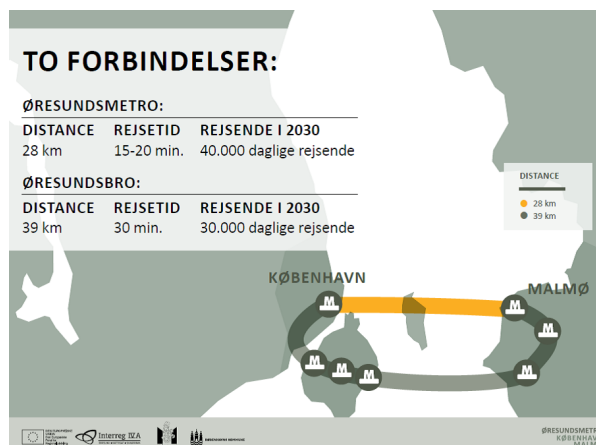 TO FORBINDELSER:
ØRESUNDSMETRO:
DISTANCE REJSETID REJSENDE I 2030
28 km 15-20 min. 40.000 daglige rejsende
ØRESUNDSBRO:
DISTANCE REJSETID REJSENDE I 2030
39 km 30 min. 30.000 daglige rejsende
DISTANCE
28 km
39 km
KØBENHAVN
MALMØ
M
M
M
M
M
M
M
Interreg IVA
KØBENHAVNS KOMMUNE
ØRESUNDSMETRO
KØBENHAVN